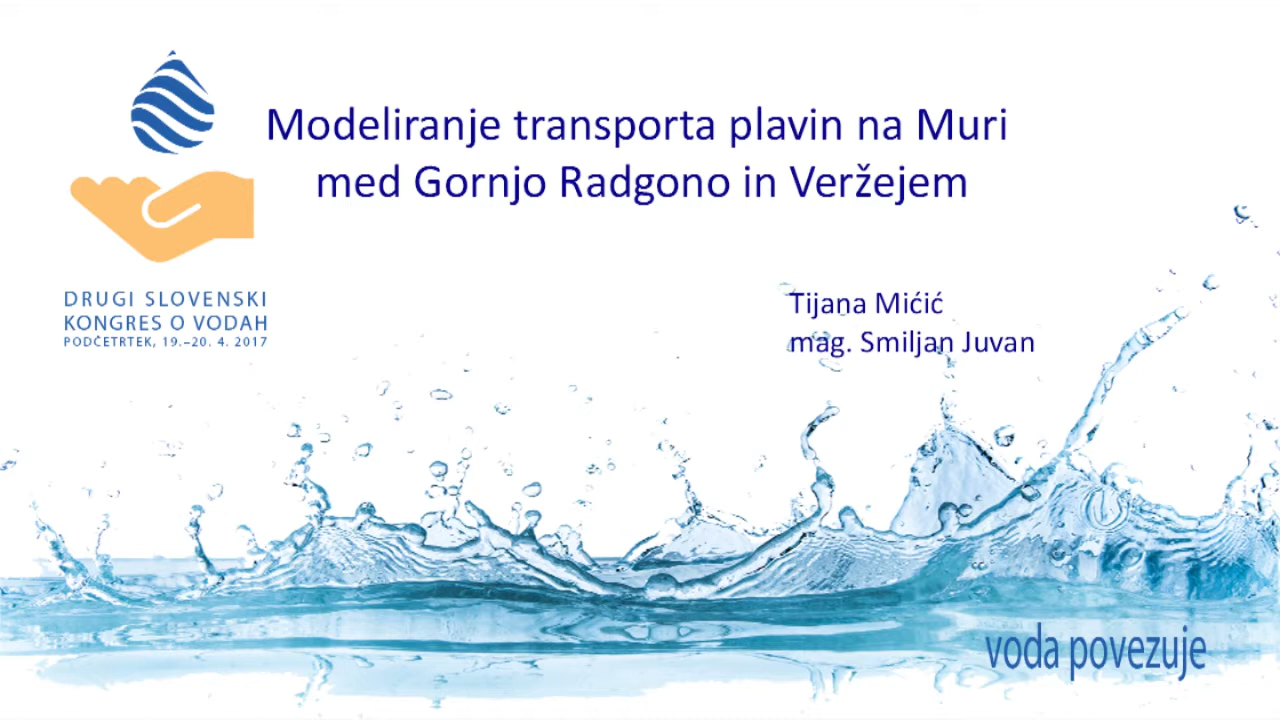 Modeliranje transporta plavin na Muri
med Gornjo Radgono in Veržejem
DRUGI SLOVENSKI
KONGRES O VODAH
PODČETRTEK, 19.–20. 4. 2017
Tijana Mićić
mag. Smiljan Juvan
voda povezuje